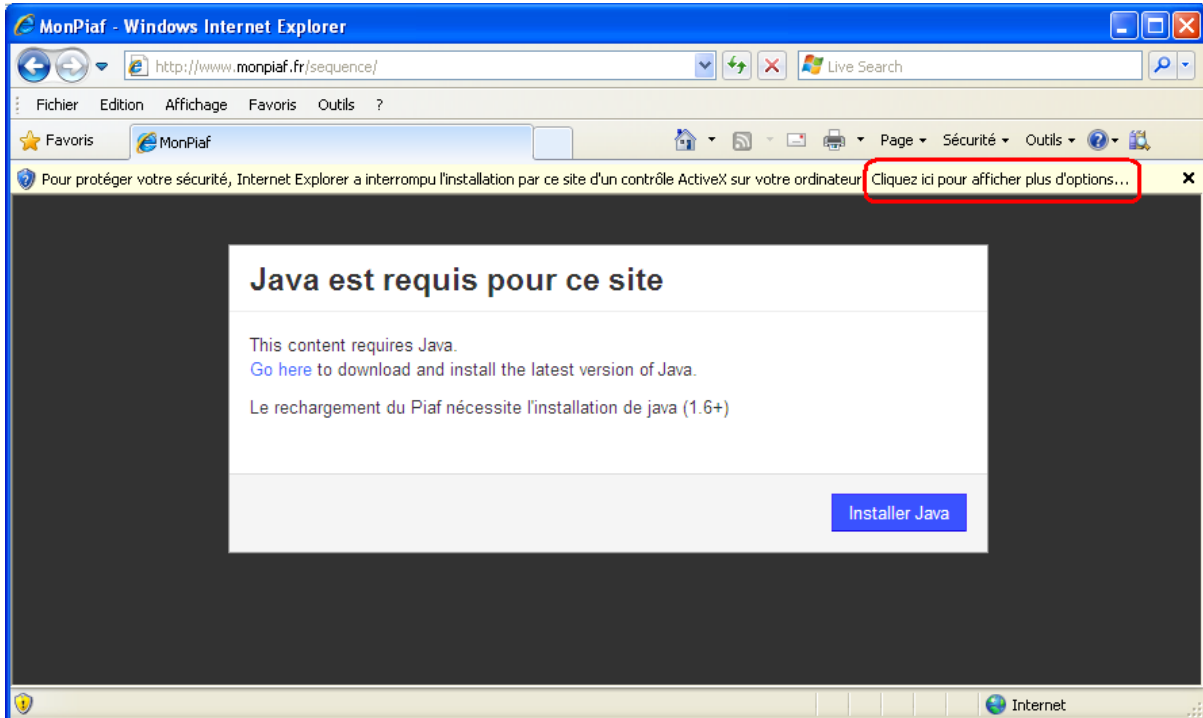 MonPiaf - Windows Internet Explorer
http://www.monpiaf.fr/sequence/
Live Search
Fichier Edition Affichage Favoris Outils ?
Favoris MonPiaf Page Sécurité Outils
Pour protéger votre sécurité, Internet Explorer a interrompu l'installation par ce site d'un contrôle ActiveX sur votre ordinateur Cliquez ici pour afficher plus d'options...
Java est requis pour ce site
This content requires Java.
Go here to download and install the latest version of Java.
Le rechargement du Piaf nécessite l'installation de java (1.6+)
Installer Java
Internet